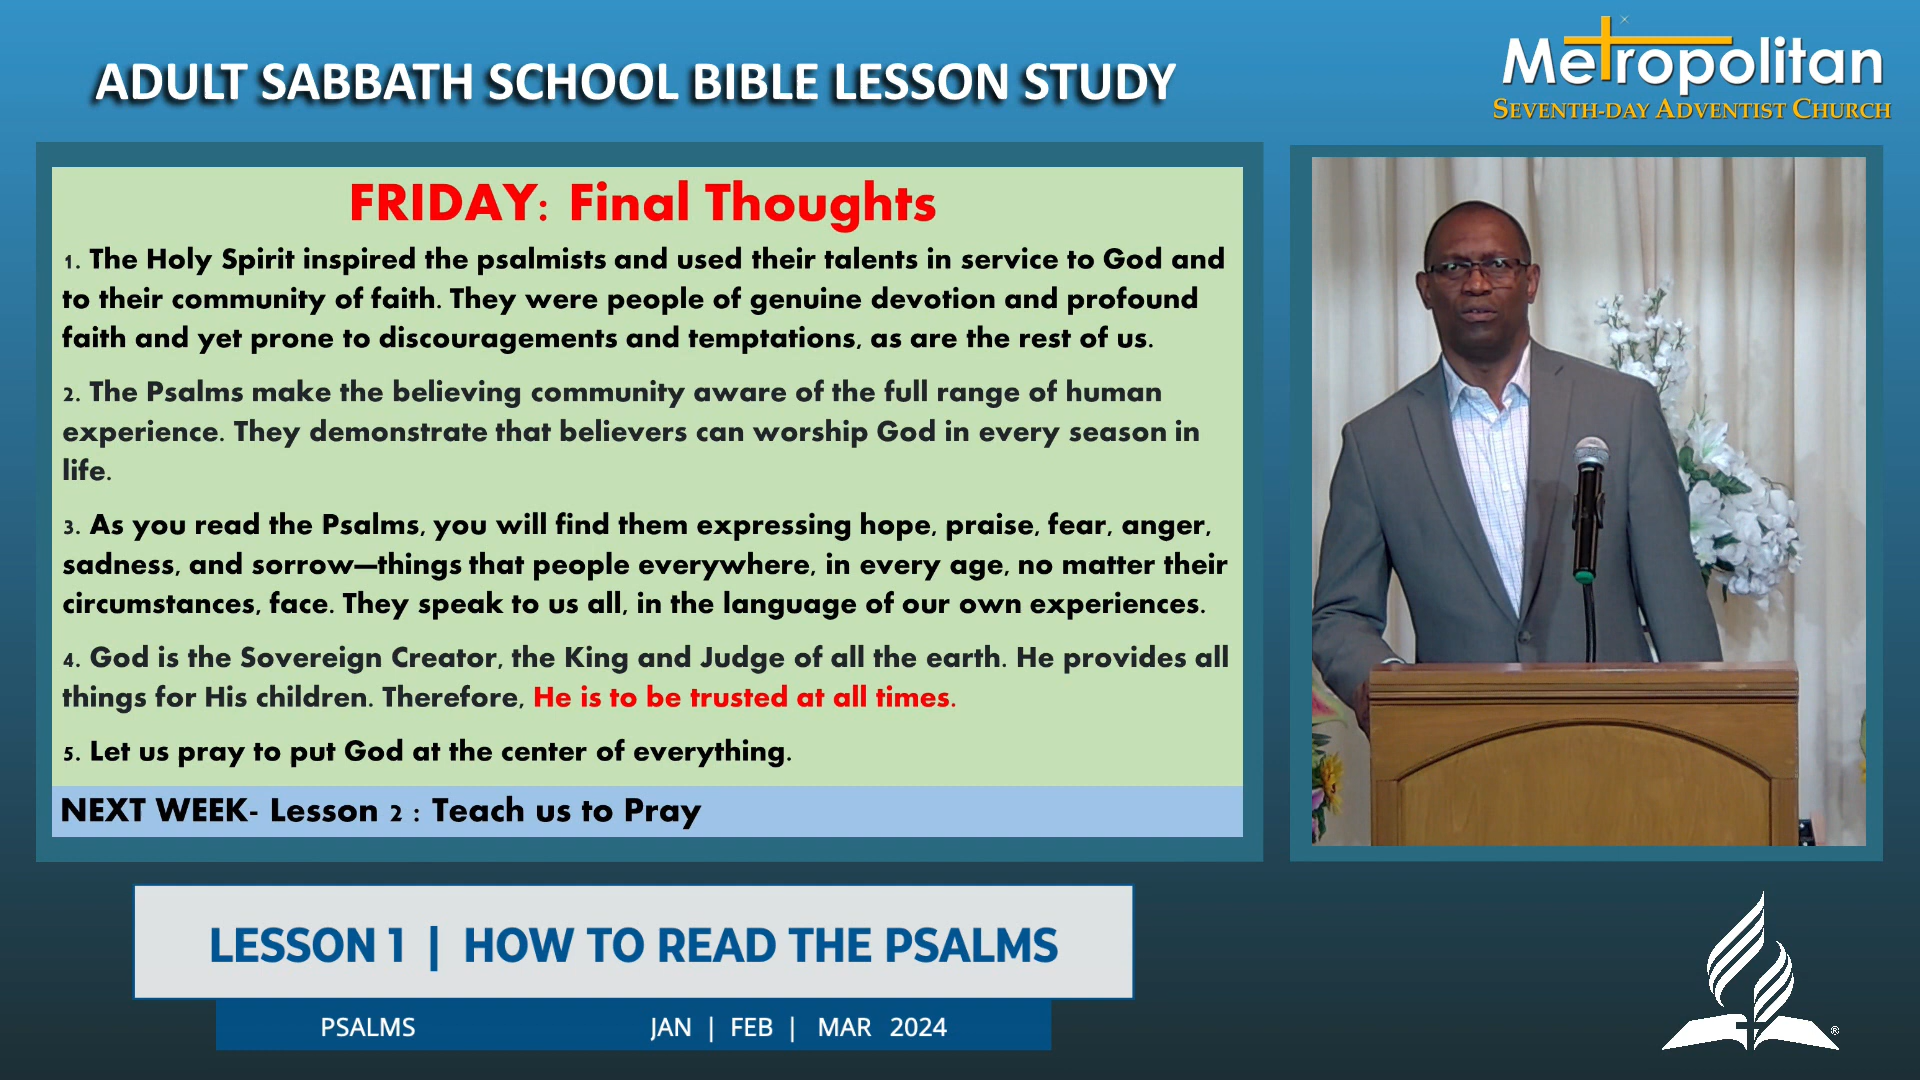 ADULT SABBATH SCHOOL BIBLE LESSON STUDY
Metropolitan
SEVENTH-DAY ADVENTIST CHURCH
FRIDAY: Final Thoughts
1. The Holy Spirit inspired the psalmists and used their talents in service to God and
to their community of faith. They were people of genuine devotion and profound
faith and yet prone to discouragements and temptations, as are the rest of us.
2. The Psalms make the believing community aware of the full range of human
experience. They demonstrate that believers can worship God in every season in
life.
3. As you read the Psalms, you will find them expressing hope, praise, fear, anger,
sadness, and sorrow—things that people everywhere, in every age, no matter their
circumstances, face. They speak to us all, in the language of our own experiences.
4. God is the Sovereign Creator, the King and Judge of all the earth. He provides all
things for His children. Therefore, He is to be trusted at all times.
5. Let us pray to put God at the center of everything.
NEXT WEEK- Lesson 2 : Teach us to Pray
LESSON 1 | HOW TO READ THE PSALMS
PSALMS JAN | FEB | MAR 2024
®